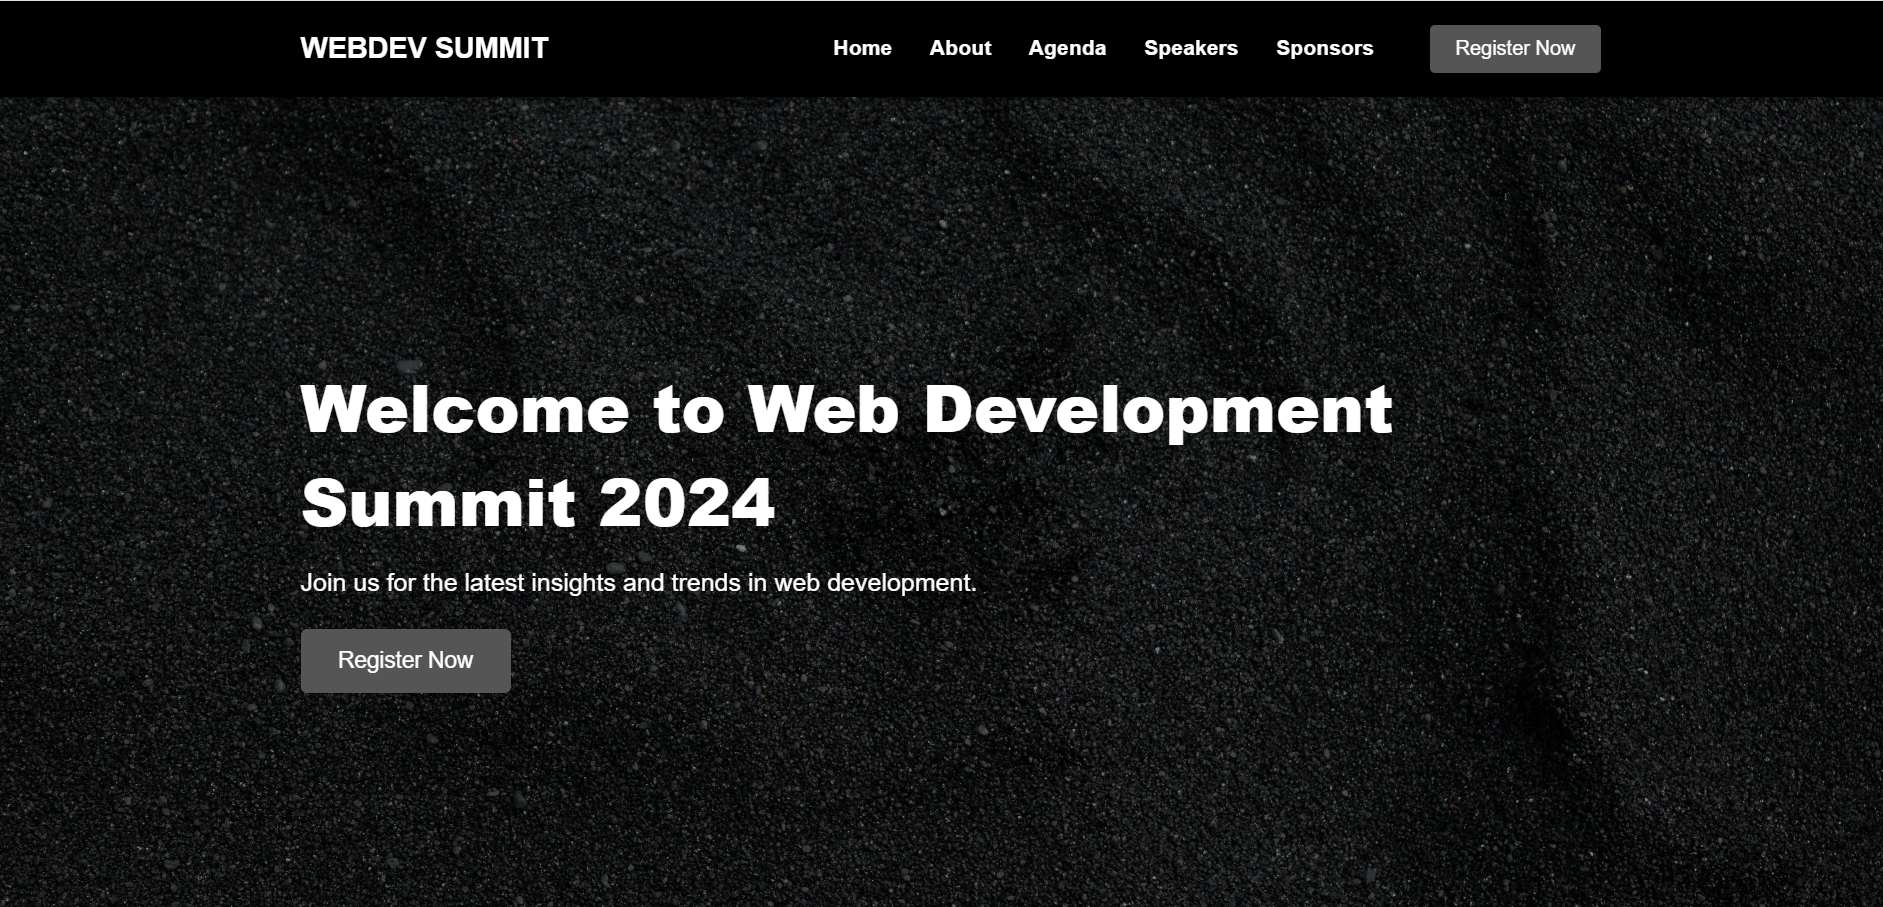 WEBDEV SUMMIT
Home About Agenda Speakers Sponsors Register Now
Welcome to Web Development
Summit 2024
Join us for the latest insights and trends in web development.
Register Now